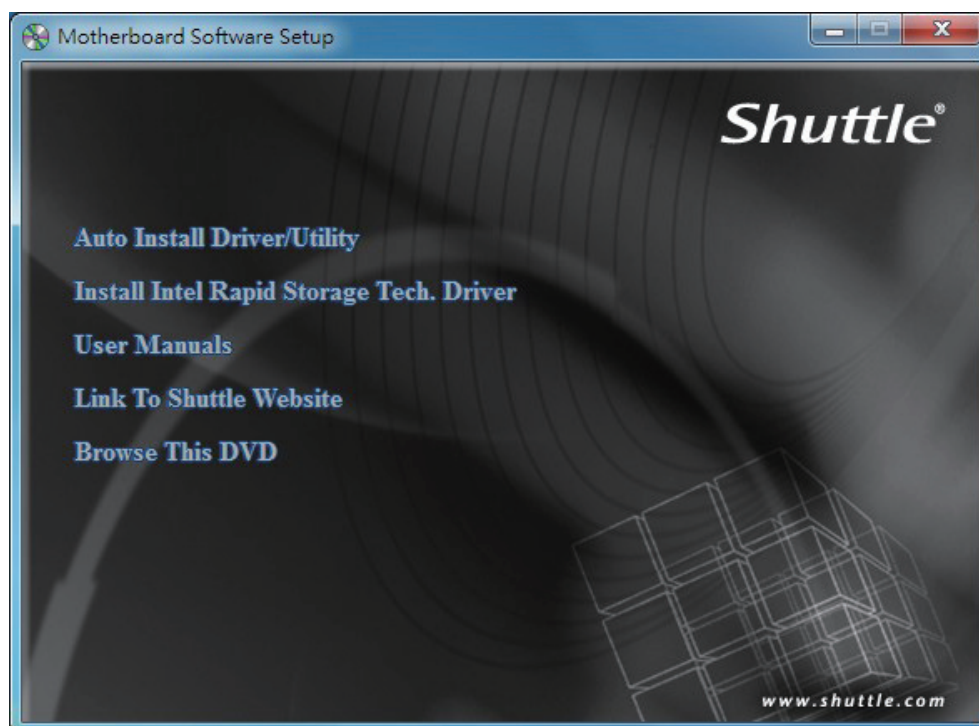 Motherboard Software Setup
Shuttle®
Auto Install Driver/Utility
Install Intel Rapid Storage Tech. Driver
User Manuals
Link To Shuttle Website
Browse This DVD
www.shuttle.com